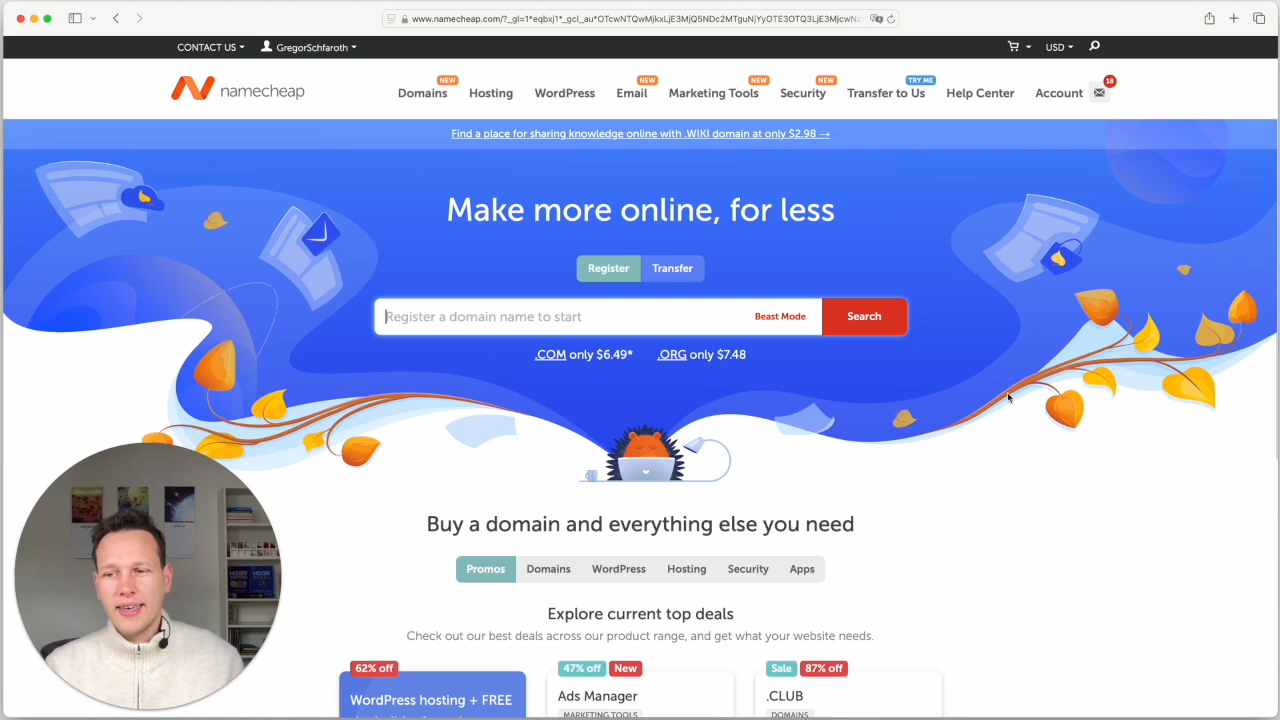 www.namecheap.com/?_gl=1*eqbxj1*_gcl_au*OTcwNTQwMjkxLjE3MjQ5NDc2MTguNjYyOTE3OTQ3LjE3MjcwNz
CONTACT US
GregorSchfaroth
USD
NEW NEW NEW NEW TRY ME 18
namecheap
Domains Hosting WordPress Email Marketing Tools Security Transfer to Us Help Center Account
Find a place for sharing knowledge online with .WIKI domain at only $2.98 →
Make more online, for less
Register Transfer
Register a domain name to start Beast Mode Search
.COM only $6.49* .ORG only $7.48
Buy a domain and everything else you need
Promos Domains WordPress Hosting Security Apps
Explore current top deals
Check out our best deals across our product range, and get what your website needs.
62% off 47% off New Sale 87% off
WordPress hosting + FREE Ads Manager .CLUB
MARKETING TOOLS DOMAINS